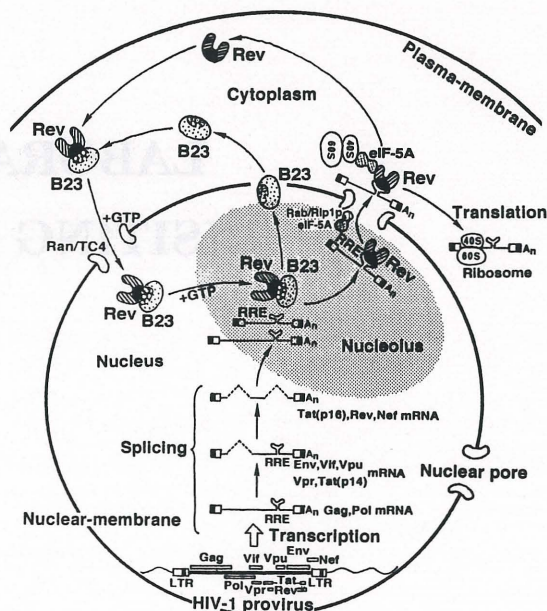 Plasma-membrane
Rev
Cytoplasm
Rev
B23
B23
60S
40S
eIF-5A
Rev
An
B23
+GTP
Ran/TC4
Rab/Rip1p
eIF-5A
RRE
Rev
An
Translation
40S
60S
Ribosome
Rev
B23
+GTP
Rev
B23
RRE
An
An
Nucleus
Nucleolus
An
Tat(p16),Rev,Nef mRNA
Splicing
RRE
An
Env,Vif,Vpu
Vpr,Tat(p14)
mRNA
Nuclear pore
RRE
An
Gag,Pol mRNA
Nuclear-membrane
Transcription
Gag
Vif
Vpu
Env
Nef
LTR
LTR
Pol
Vpr
Tat
Rev
HIV-1 provirus